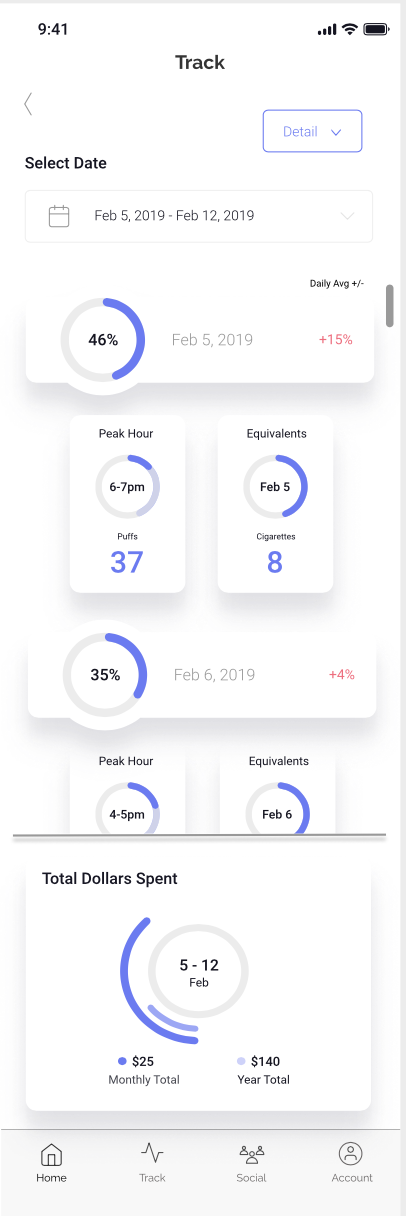 9:41
Track
Detail
Select Date
Feb 5, 2019 - Feb 12, 2019
Daily Avg +/-
46%
Feb 5, 2019
+15%
Peak Hour
Equivalents
6-7pm
Feb 5
Puffs
Cigarettes
37
8
35%
Feb 6, 2019
+4%
Peak Hour
Equivalents
4-5pm
Feb 6
Total Dollars Spent
5 - 12
Feb
$25
$140
Monthly Total
Year Total
Home
Track
Social
Account